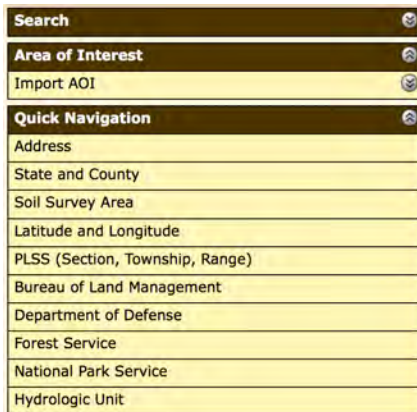 Search
Area of Interest
Import AOI
Quick Navigation
Address
State and County
Soil Survey Area
Latitude and Longitude
PLSS (Section, Township, Range)
Bureau of Land Management
Department of Defense
Forest Service
National Park Service
Hydrologic Unit